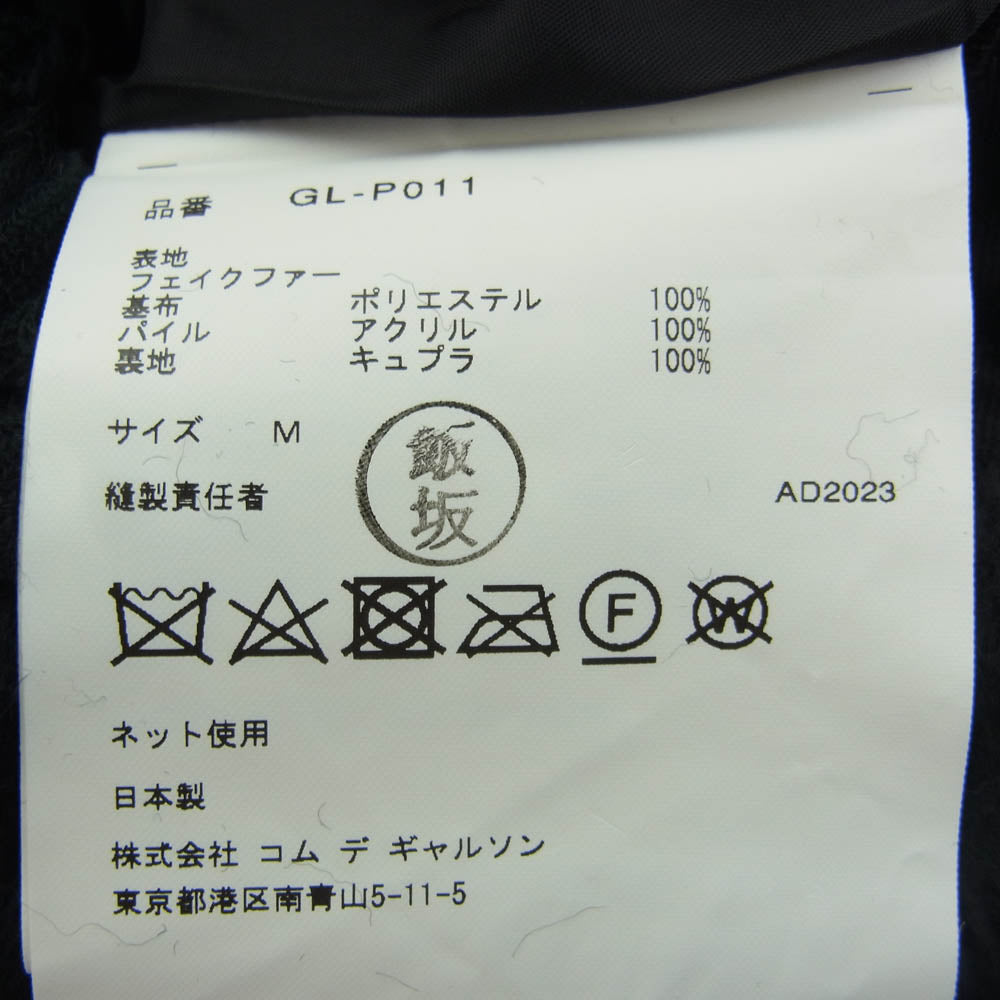 品番 GL-P011
表地
フェイクファー
基布 ポリエステル 100%
パイル アクリル 100%
裏地 キュプラ 100%
サイズ M
飯坂
縫製責任者 AD2023
F W
ネット使用
日本製
株式会社 コム デ ギャルソン
東京都港区南青山5-11-5